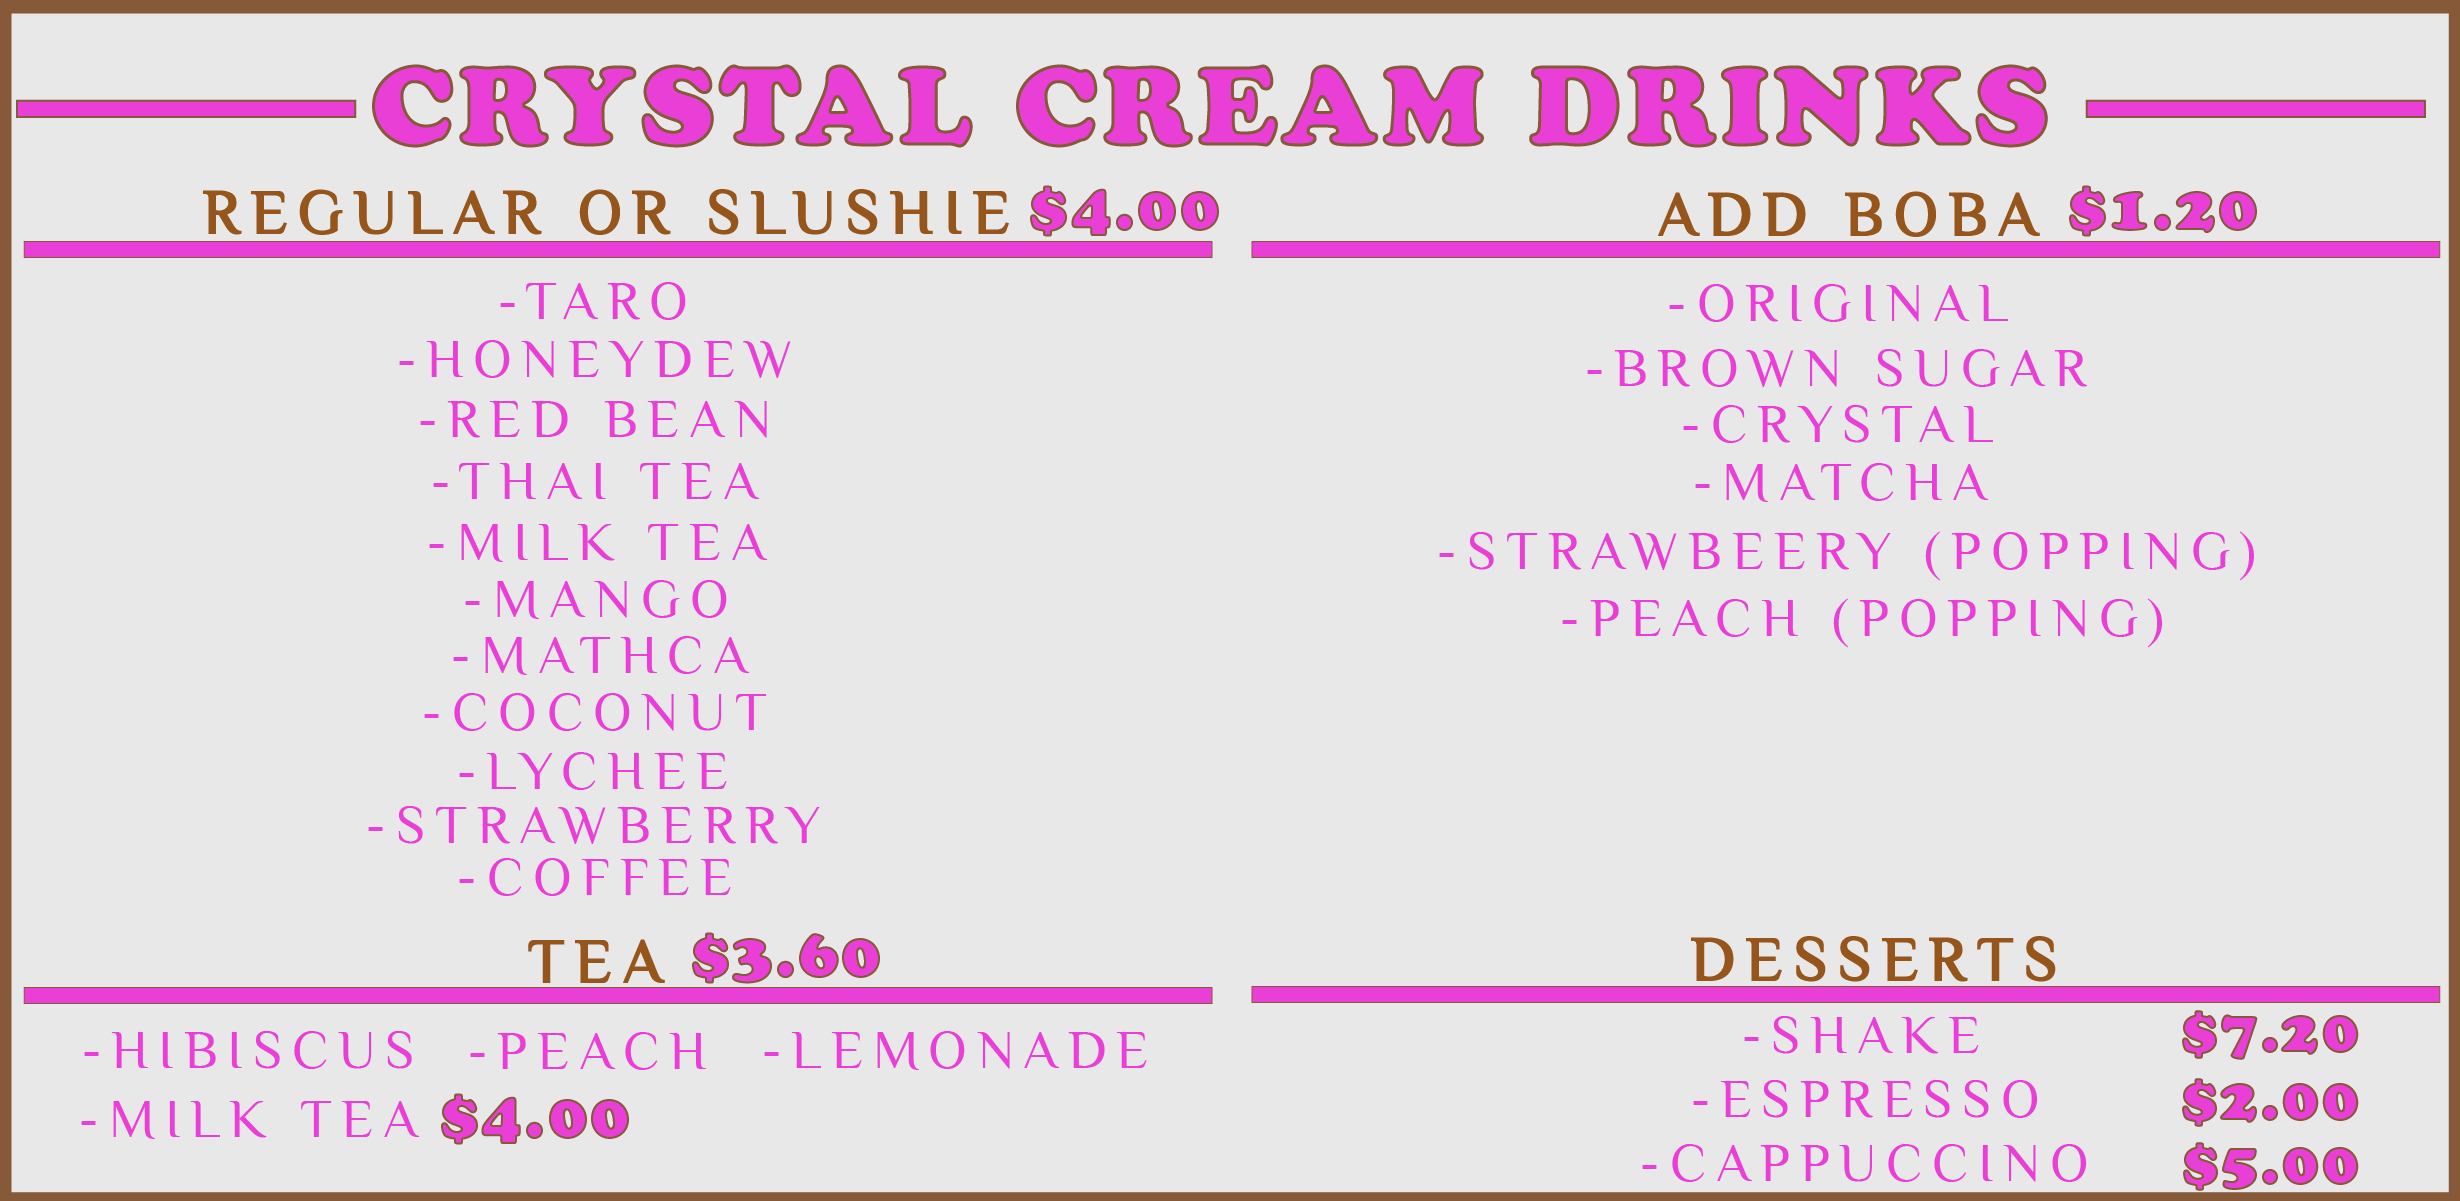 CRYSTAL CREAM DRINKS
REGULAR OR SLUSHIE $4.00
-TARO
-HONEYDEW
-RED BEAN
-THAI TEA
-MILK TEA
-MANGO
-MATHCA
-COCONUT
-LYCHEE
-STRAWBERRY
-COFFEE
ADD BOBA $1.20
-ORIGINAL
-BROWN SUGAR
-CRYSTAL
-MATCHA
-STRAWBEERY (POPPING)
-PEACH (POPPING)
TEA $3.60
-HIBISCUS -PEACH -LEMONADE
-MILK TEA $4.00
DESSERTS
-SHAKE $7.20
-ESPRESSO $2.00
-CAPPUCCINO $5.00